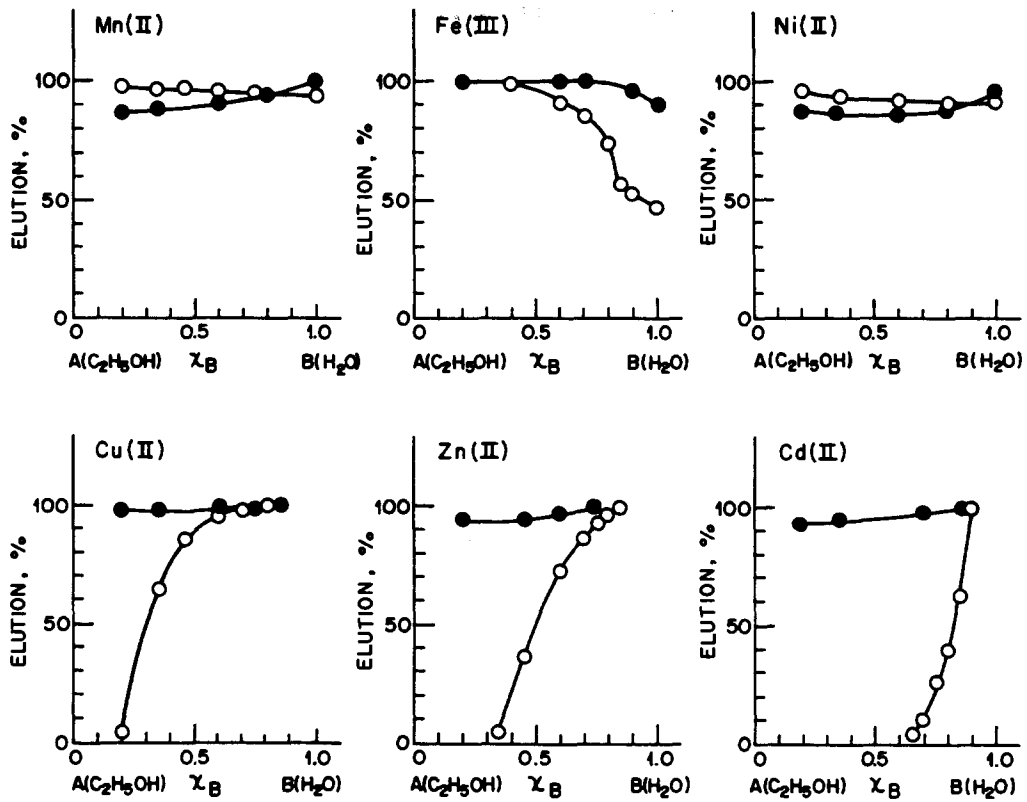 Mn(II)
100
50
0
ELUTION, %
0
0.5
1.0
A(C₂H₅OH) χB B(H₂O)
Fe(III)
100
50
0
ELUTION, %
0.5
1.0
A(C₂H₅OH) χB B(H₂O)
Ni(II)
100
50
0
ELUTION, %
0
0.5
1.0
A(C₂H₅OH) χB B(H₂O)
Cu(II)
100
50
0
ELUTION, %
0.5
1.0
A(C₂H₅OH) χB B(H₂O)
Zn(II)
100
50
0
ELUTION, %
0
0.5
1.0
A(C₂H₅OH) χB B(H₂O)
Cd(II)
100
50
0
ELUTION, %
0
0.5
1.0
A(C₂H₅OH) χB B(H₂O)